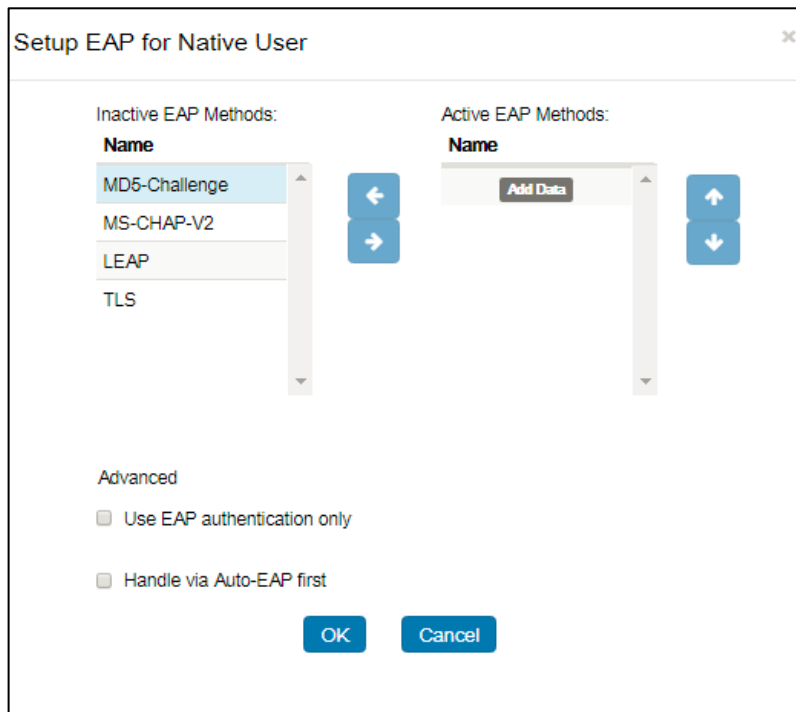 Setup EAP for Native User
Inactive EAP Methods:
Name
MD5-Challenge
MS-CHAP-V2
LEAP
TLS
Active EAP Methods:
Name
Add Data
Advanced
Use EAP authentication only
Handle via Auto-EAP first
OK
Cancel